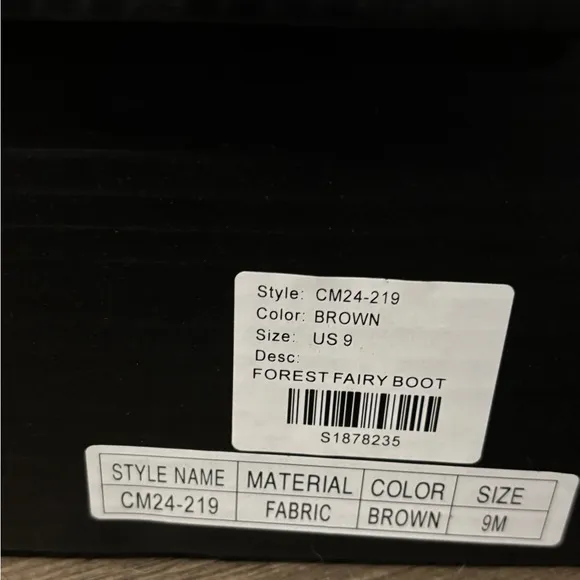 Style: CM24-219
Color: BROWN
Size: US 9
Desc:
FOREST FAIRY BOOT
S1878235
STYLE NAME MATERIAL COLOR SIZE
CM24-219 FABRIC BROWN 9M